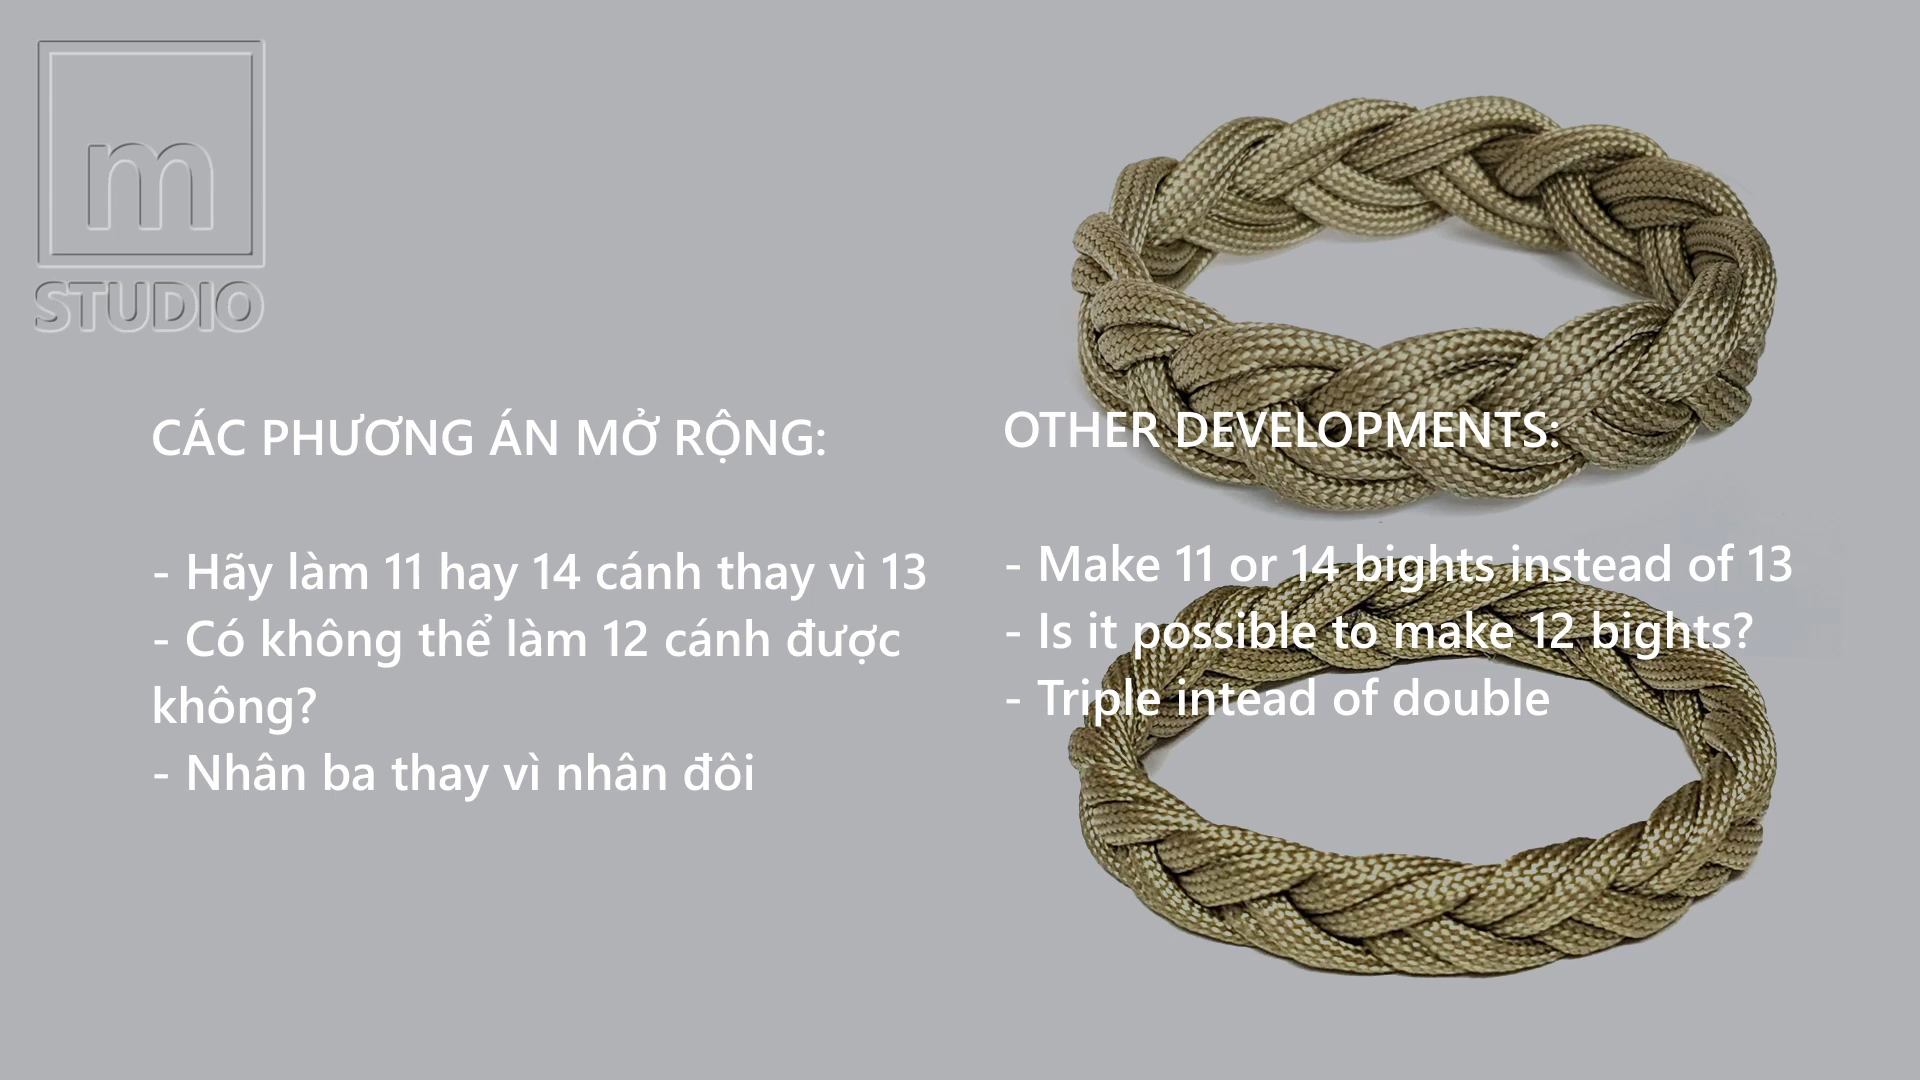 m
STUDIO
CÁC PHƯƠNG ÁN MỞ RỘNG:
- Hãy làm 11 hay 14 cánh thay vì 13
- Có không thể làm 12 cánh được
không?
- Nhân ba thay vì nhân đôi
OTHER DEVELOPMENTS:
- Make 11 or 14 bights instead of 13
- Is it possible to make 12 bights?
- Triple intead of double